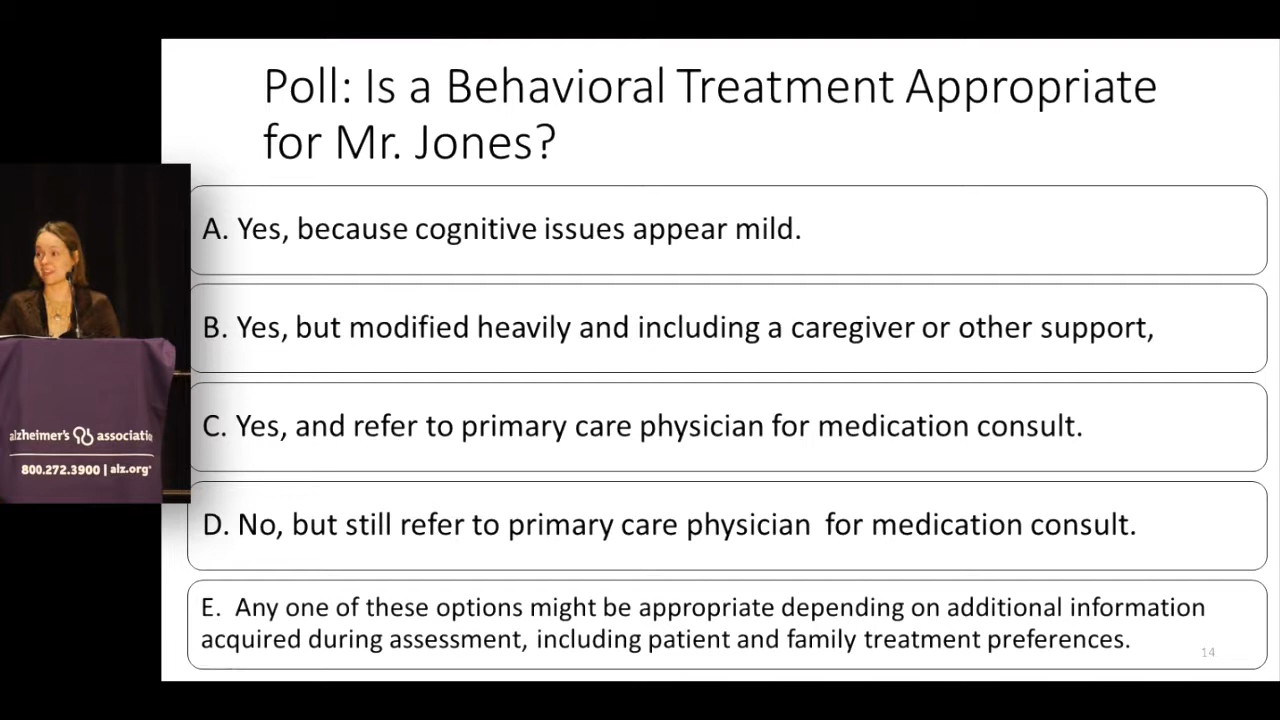 Poll: Is a Behavioral Treatment Appropriate
for Mr. Jones?
A. Yes, because cognitive issues appear mild.
B. Yes, but modified heavily and including a caregiver or other support,
C. Yes, and refer to primary care physician for medication consult.
D. No, but still refer to primary care physician for medication consult.
E. Any one of these options might be appropriate depending on additional information
acquired during assessment, including patient and family treatment preferences.
14
alzheimer's associatio
800.272.3900 | alz.org